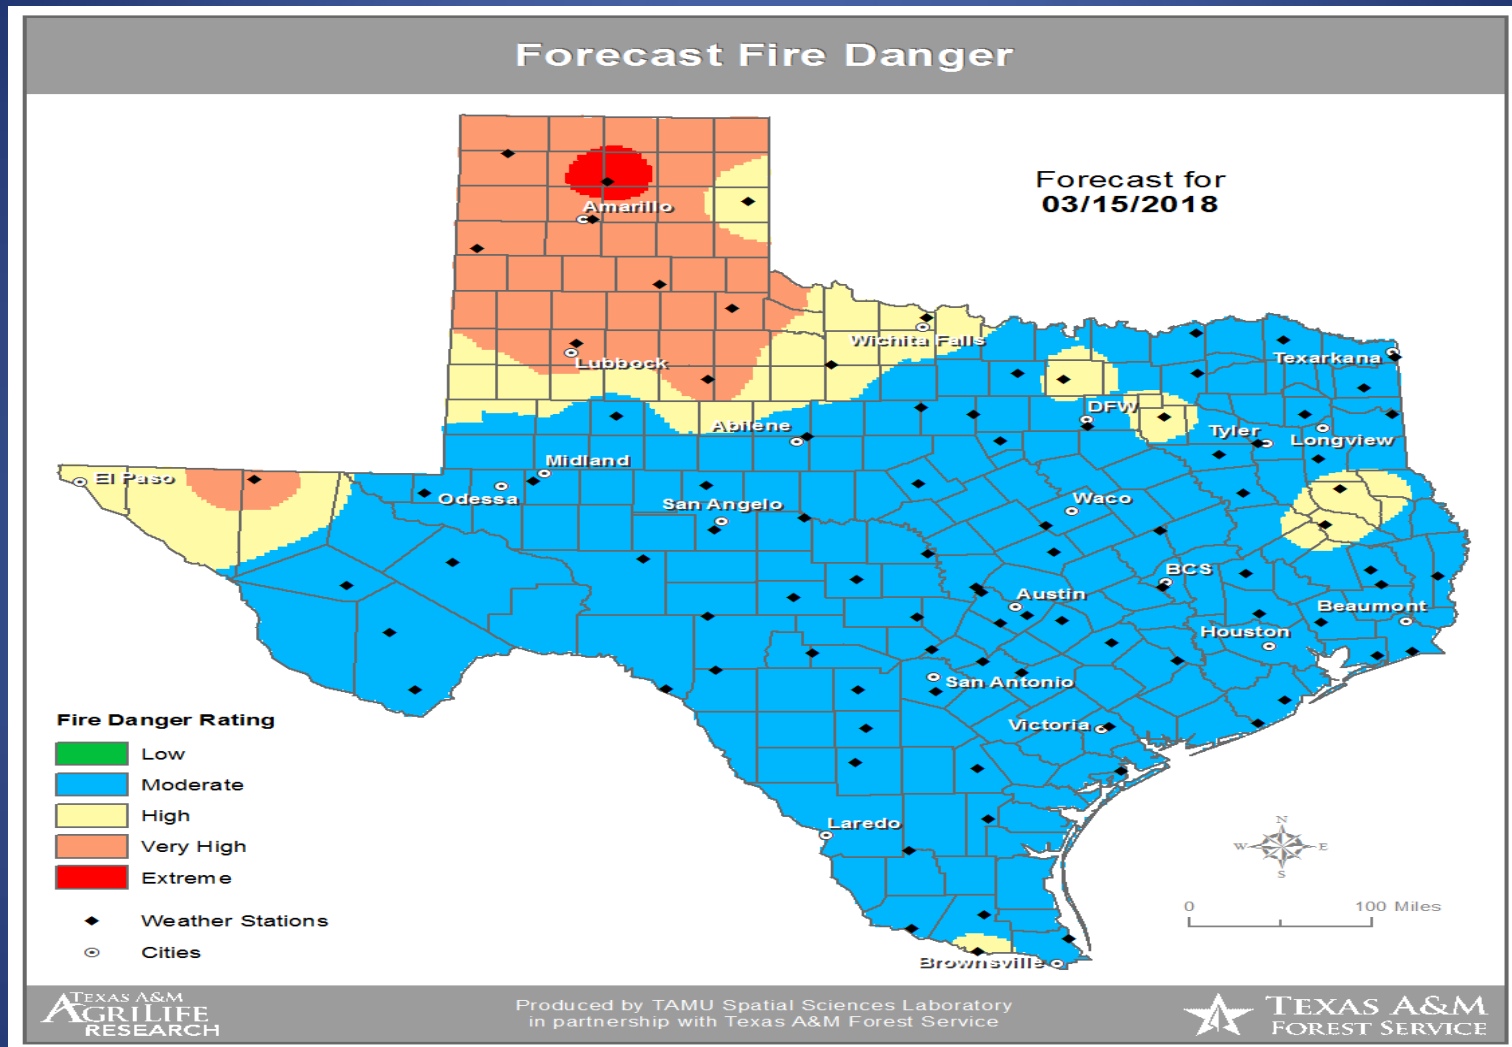 Forecast Fire Danger
Forecast for
03/15/2018
Amarillo
Lubbock
Wichita Falls
Texarkana
DFW
Abilene
Tyler
Longview
El Paso
Midland
Odessa
San Angelo
Waco
BCS
Austin
Beaumont
Houston
San Antonio
Victoria
Laredo
Brownsville
Fire Danger Rating
Low
Moderate
High
Very High
Extreme
Weather Stations
Cities
N
W E
S
0 100 Miles
TEXAS A&M
AGRILIFE
RESEARCH
Produced by TAMU Spatial Sciences Laboratory
in partnership with Texas A&M Forest Service
TEXAS A&M
FOREST SERVICE